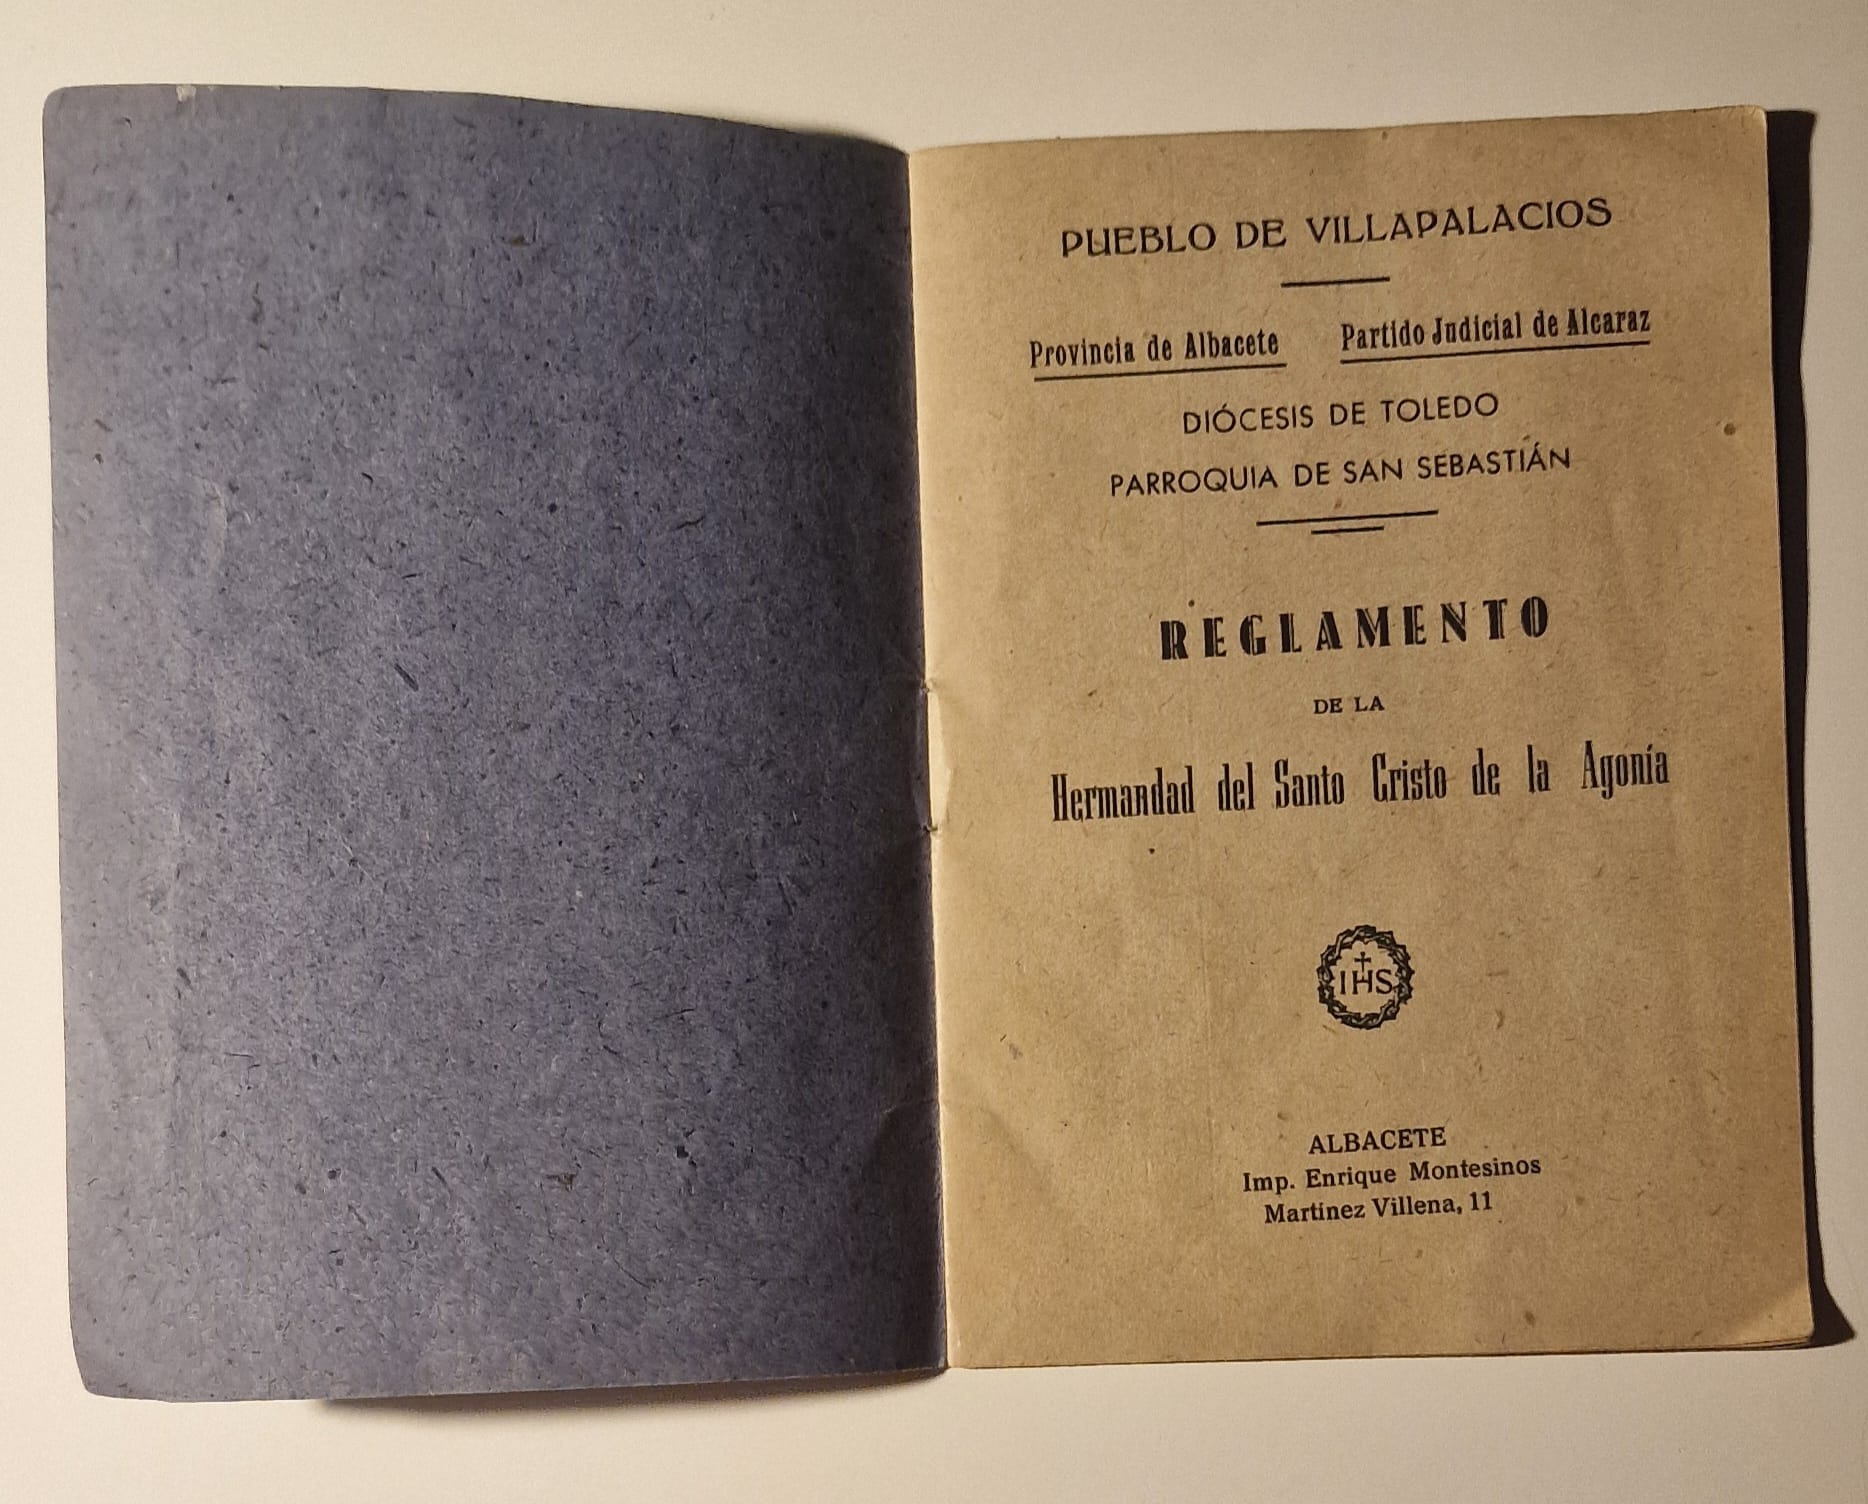 PUEBLO DE VILLAPALACIOS
Provincia de Albacete Partido Judicial de Alcaraz
DIÓCESIS DE TOLEDO
PARROQUIA DE SAN SEBASTIÁN
REGLAMENTO
DE LA
Hermandad del Santo Cristo de la Agonía
IHS
ALBACETE
Imp. Enrique Montesinos
Martinez Villena, 11